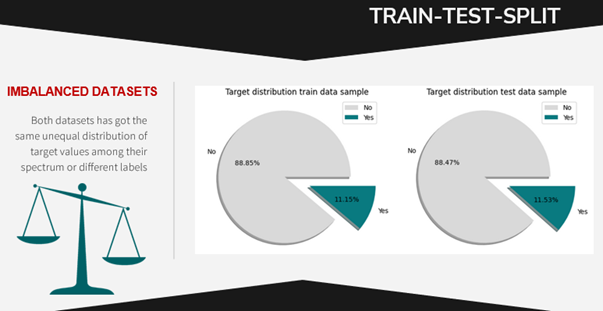 TRAIN-TEST-SPLIT
IMBALANCED DATASETS
Both datasets has got the
same unequal distribution of
target values among their
spectrum or different labels
Target distribution train data sample
No
Yes
No
88.85%
11.15%
Yes
Target distribution test data sample
No
Yes
No
88.47%
11.53%
Yes